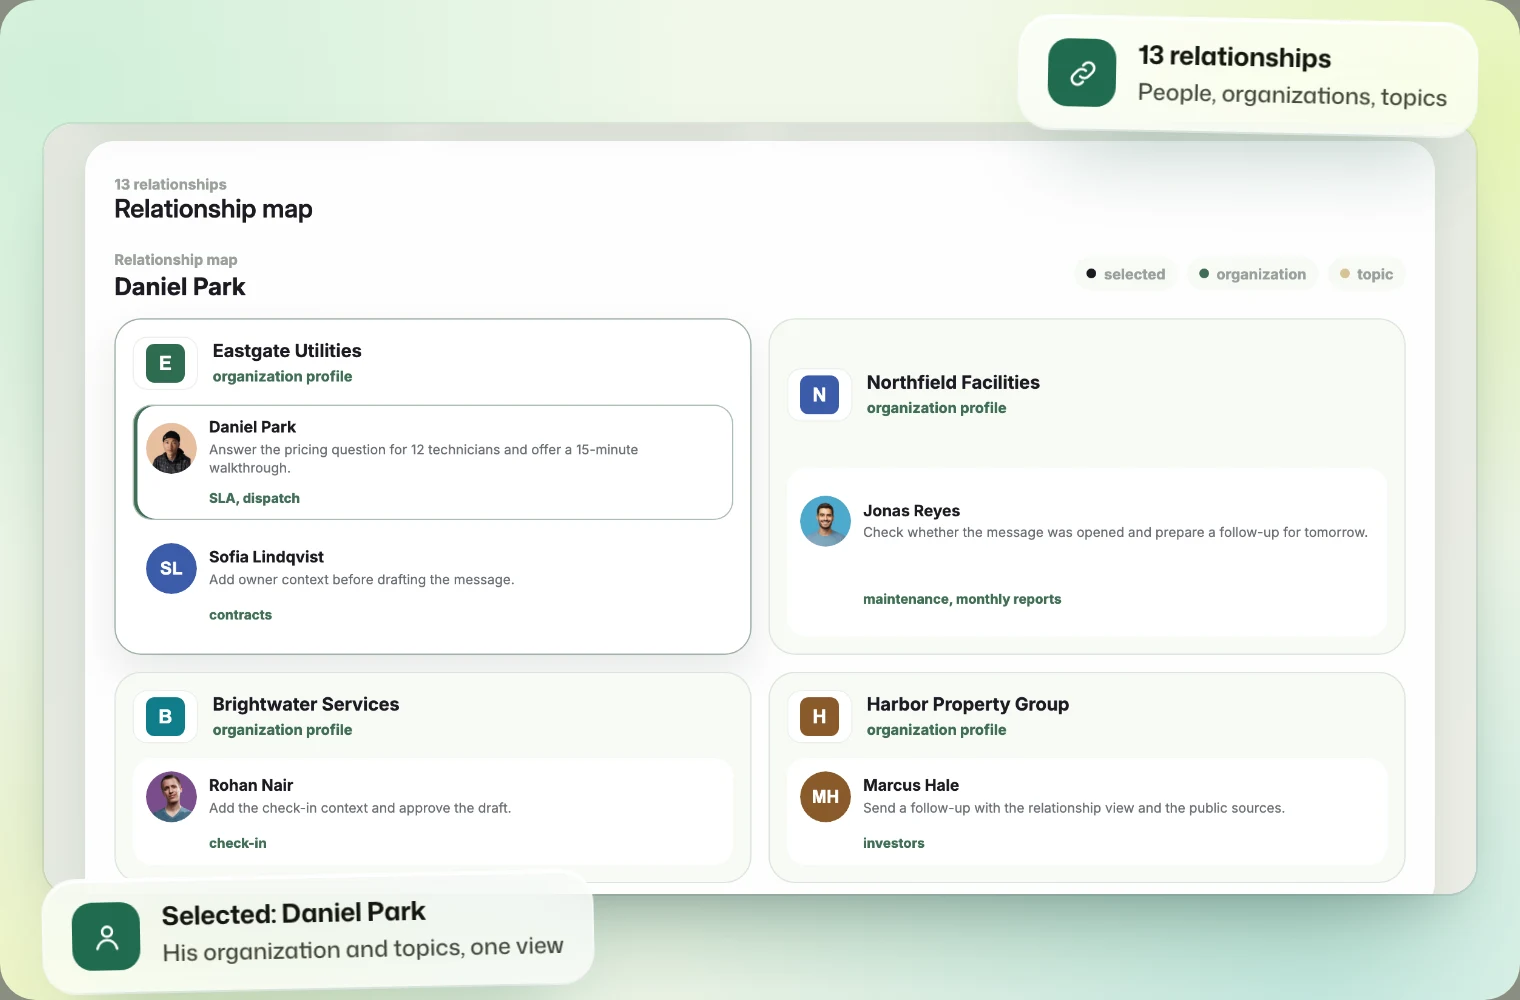 13 relationships
People, organizations, topics
13 relationships
Relationship map
Relationship map
Daniel Park
selected
organization
topic
E
Eastgate Utilities
organization profile
Daniel Park
Answer the pricing question for 12 technicians and offer a 15-minute
walkthrough.
SLA, dispatch
SL
Sofia Lindqvist
Add owner context before drafting the message.
contracts
N
Northfield Facilities
organization profile
Jonas Reyes
Check whether the message was opened and prepare a follow-up for tomorrow.
maintenance, monthly reports
B
Brightwater Services
organization profile
Rohan Nair
Add the check-in context and approve the draft.
check-in
H
Harbor Property Group
organization profile
MH
Marcus Hale
Send a follow-up with the relationship view and the public sources.
investors
Selected: Daniel Park
His organization and topics, one view